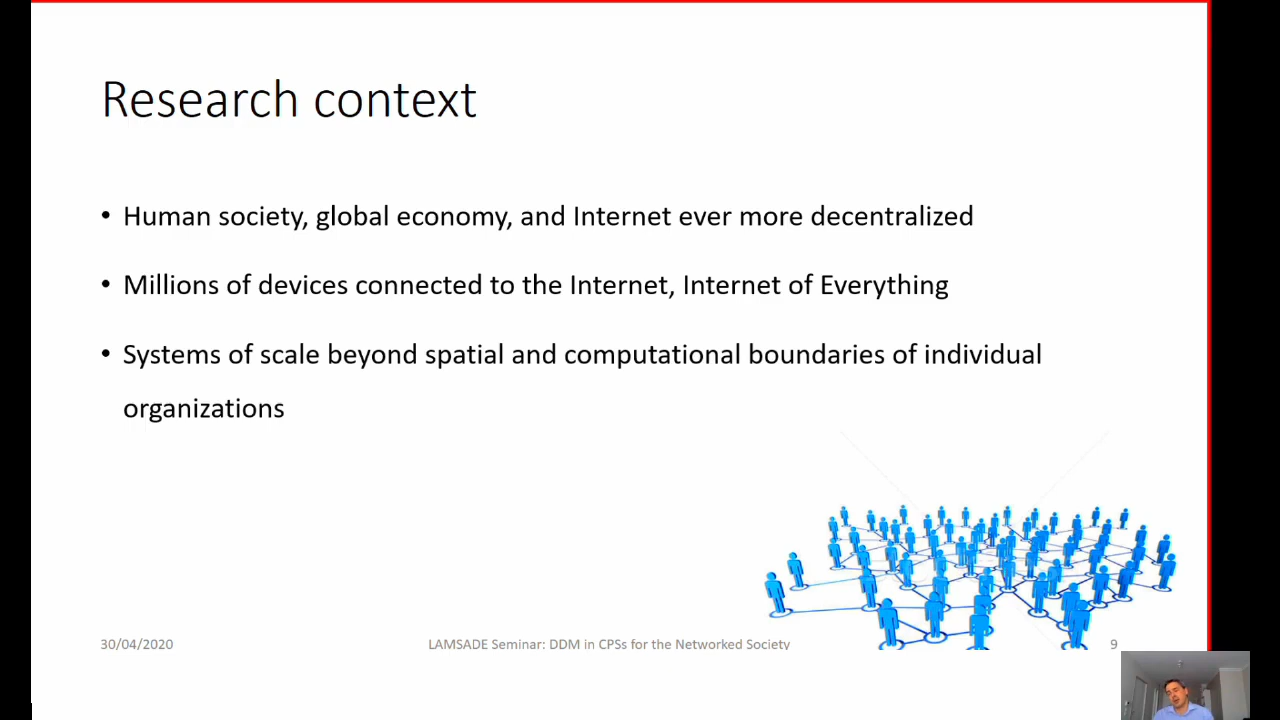 Research context
• Human society, global economy, and Internet ever more decentralized
• Millions of devices connected to the Internet, Internet of Everything
• Systems of scale beyond spatial and computational boundaries of individual
organizations
30/04/2020
LAMSADE Seminar: DDM in CPSs for the Networked Society
9